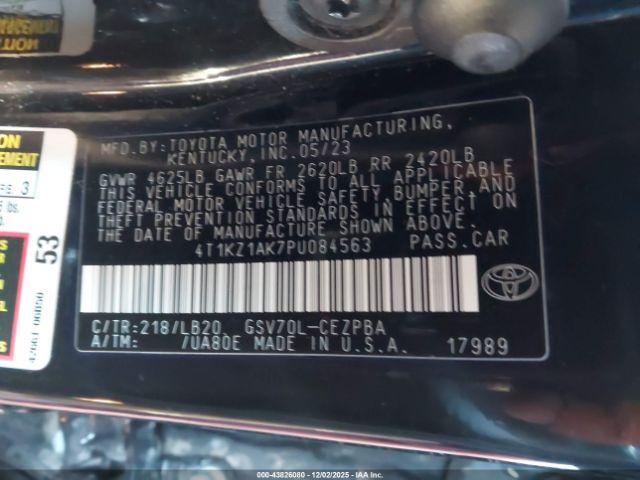 MFD. BY: TOYOTA MOTOR MANUFACTURING,
KENTUCKY, INC. 05/23
GVWR 4625LB GAWR FR 2620LB RR 2420LB
THIS VEHICLE CONFORMS TO ALL APPLICABLE
FEDERAL MOTOR VEHICLE SAFETY, BUMPER, AND
THEFT PREVENTION STANDARDS IN EFFECT ON
THE DATE OF MANUFACTURE SHOWN ABOVE.
4T1KZ1AK7PU084563 PASS.CAR
C/TR:218/LB20 GSV70L-CEZPBA
A/TM: /UA80E MADE IN U.S.A. 17989
3
lbs.
53
000-43826080 - 12/02/2025 - IAA Inc.